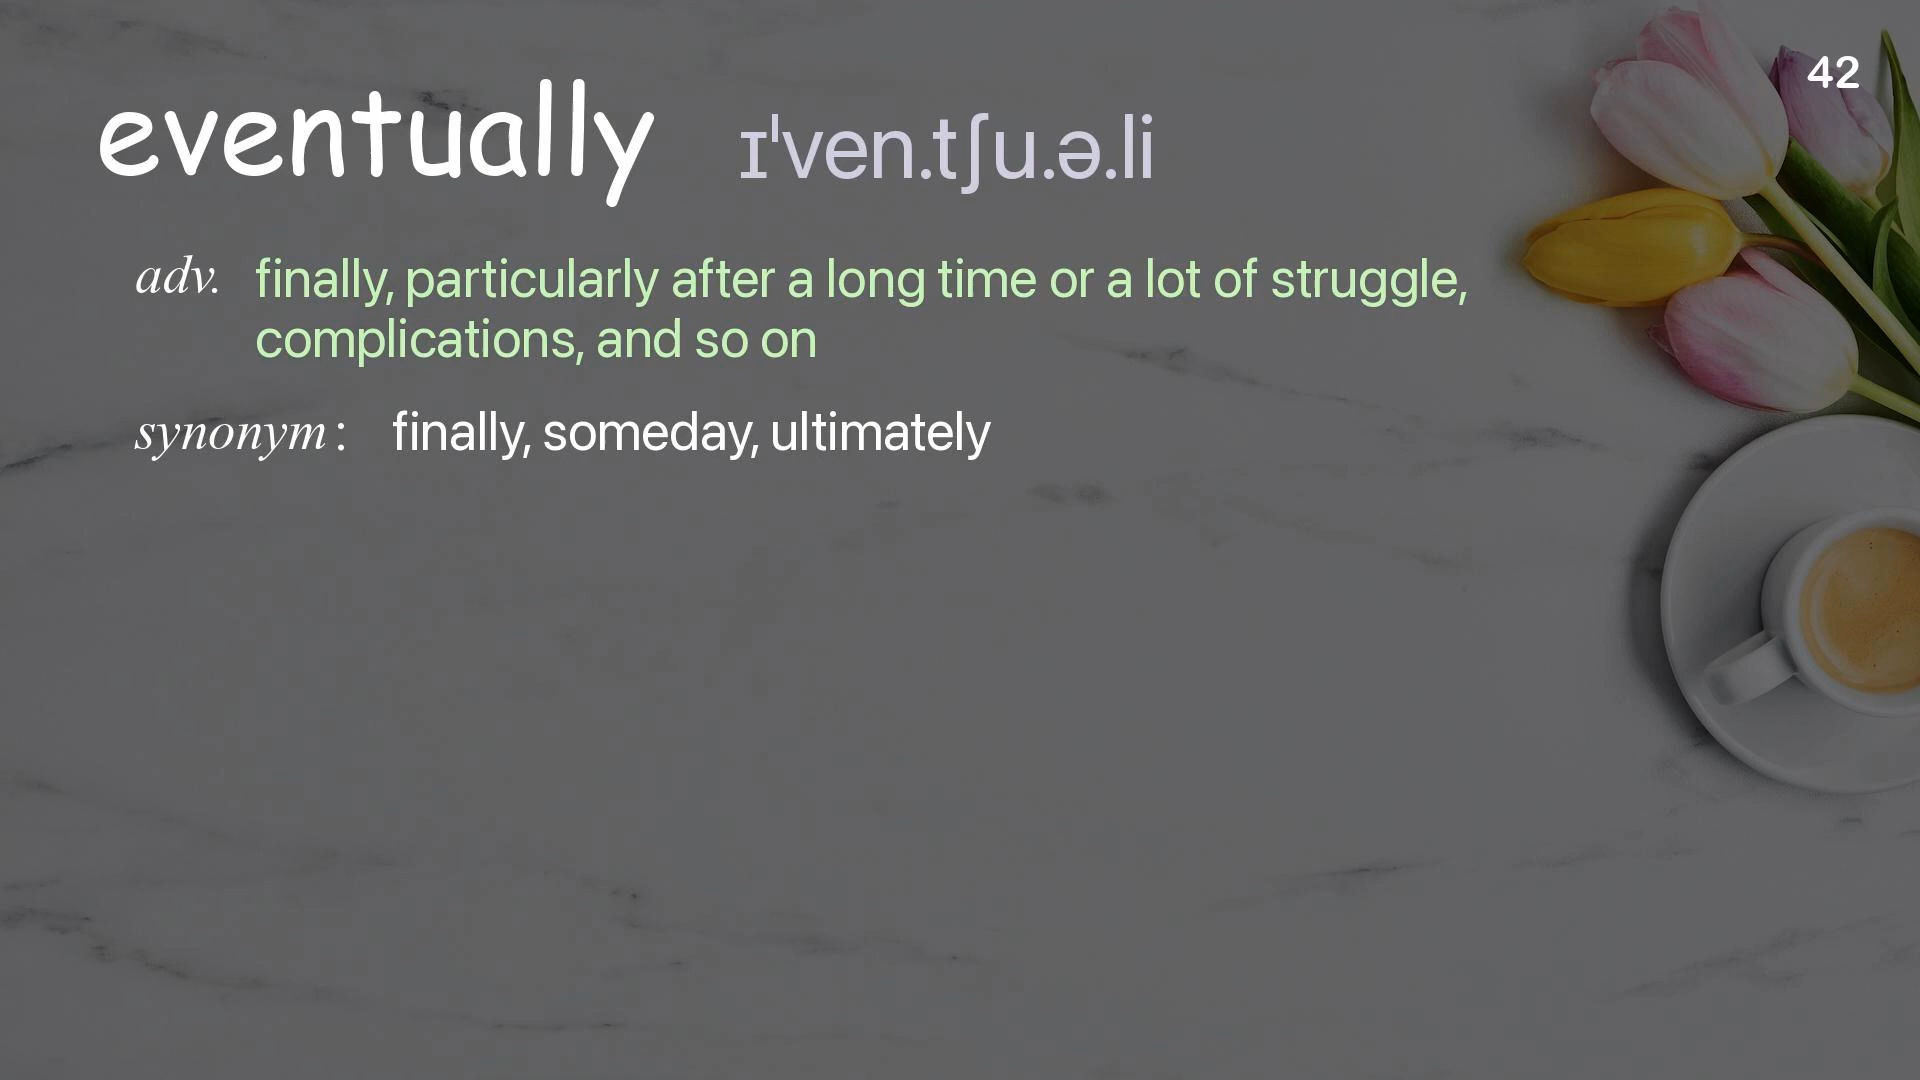 42
eventually ɪˈven.tʃu.ə.li
adv. finally, particularly after a long time or a lot of struggle,
complications, and so on
synonym : finally, someday, ultimately